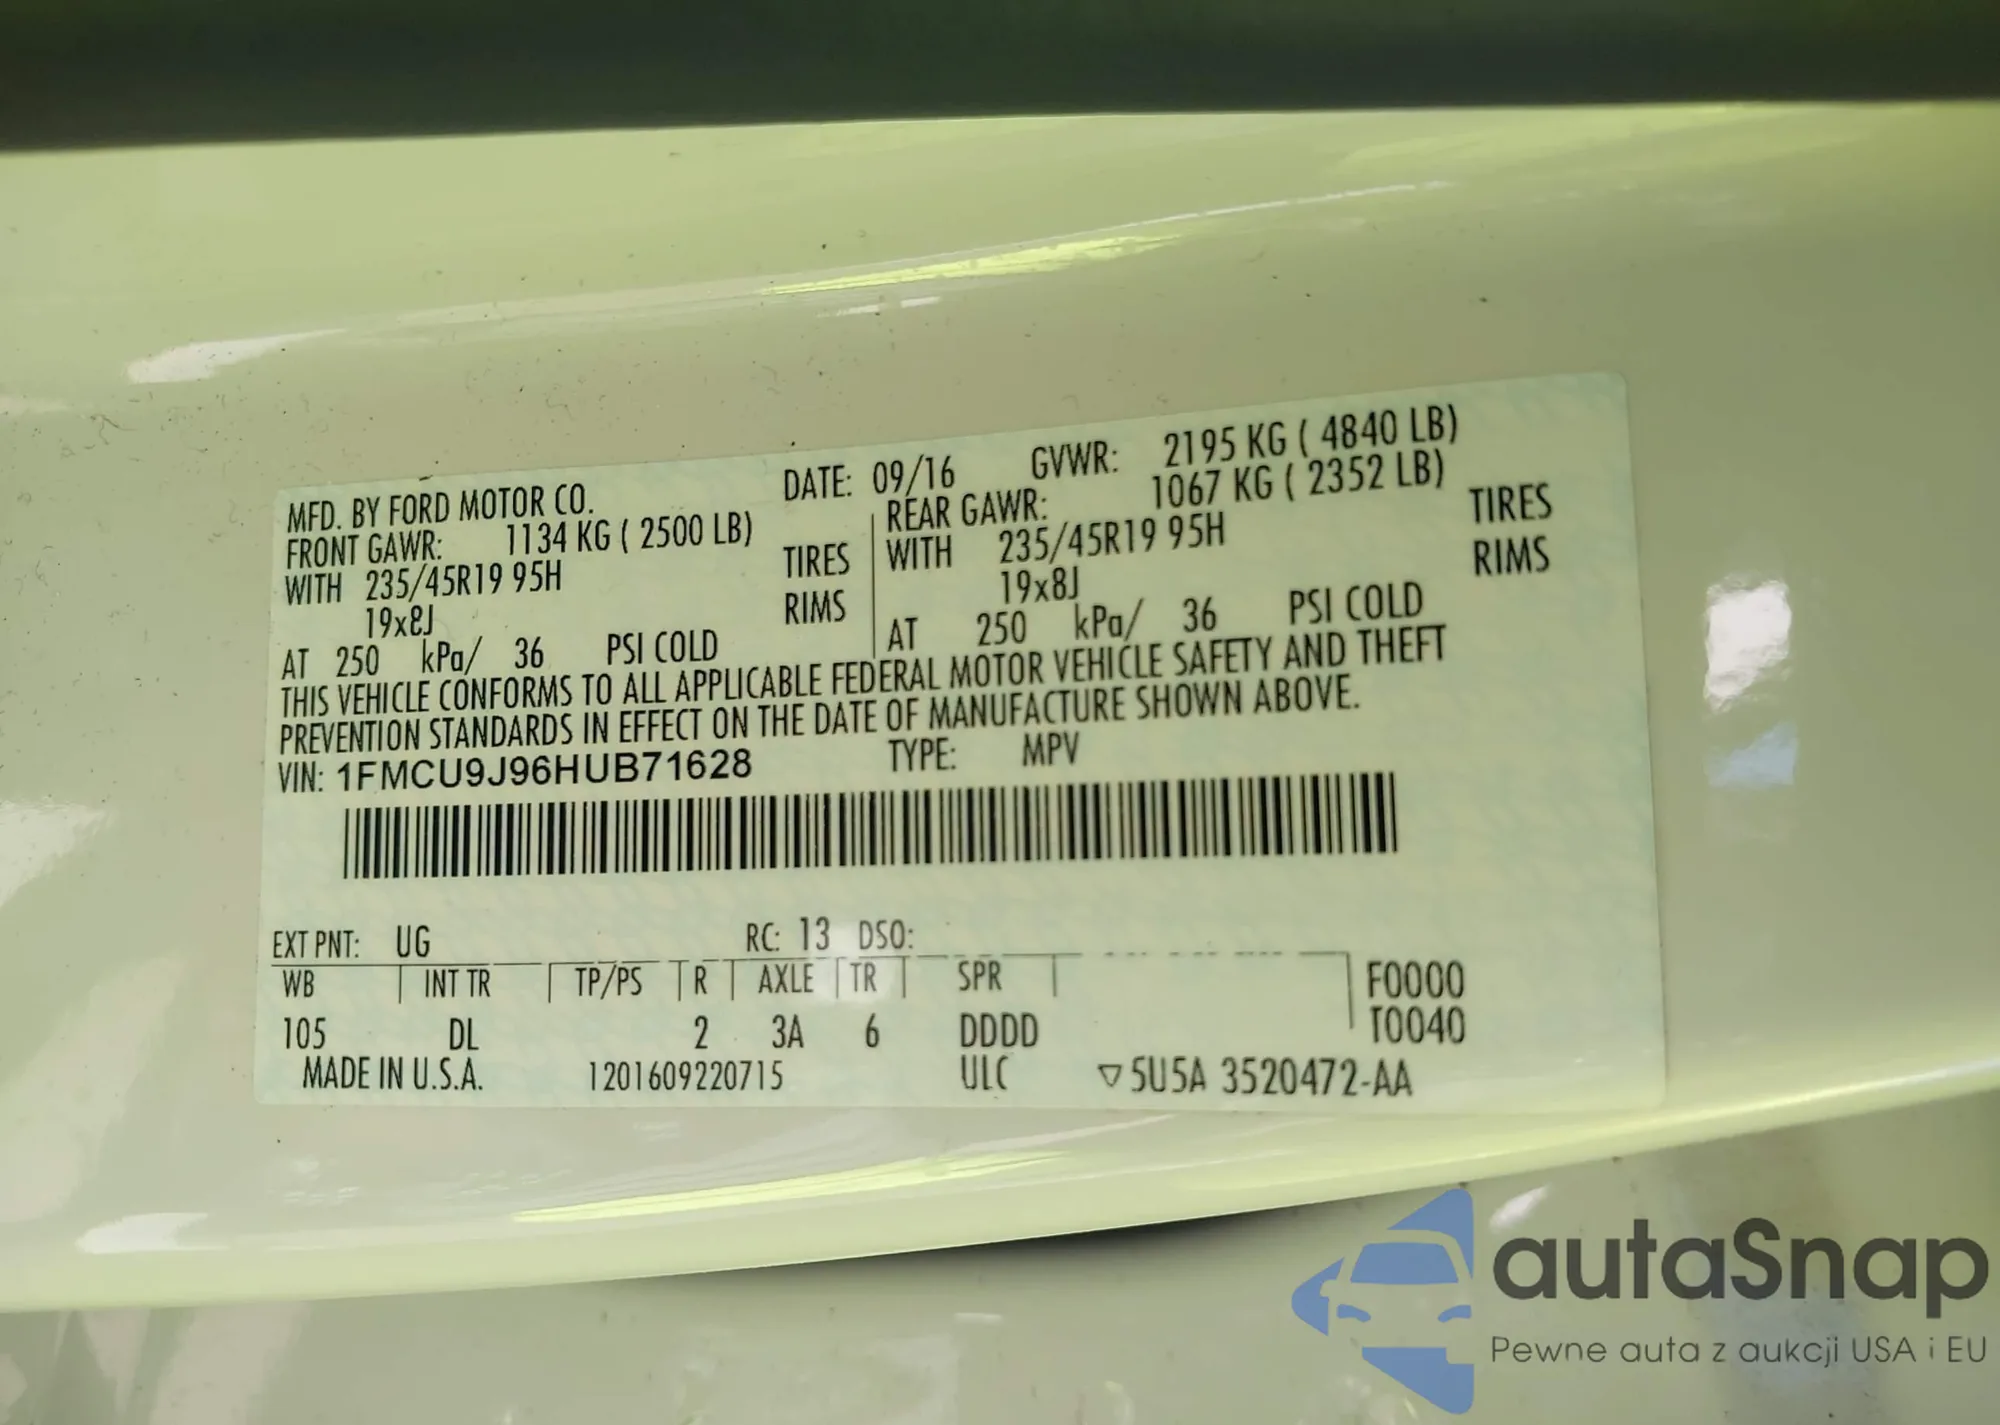 MFD. BY FORD MOTOR CO. DATE: 09/16 GVWR: 2195 KG ( 4840 LB)
FRONT GAWR: 1134 KG ( 2500 LB) REAR GAWR: 1067 KG ( 2352 LB)
WITH 235/45R19 95H TIRES WITH 235/45R19 95H TIRES
19x8J RIMS 19x8J RIMS
AT 250 kPa/ 36 PSI COLD AT 250 kPa/ 36 PSI COLD
THIS VEHICLE CONFORMS TO ALL APPLICABLE FEDERAL MOTOR VEHICLE SAFETY AND THEFT
PREVENTION STANDARDS IN EFFECT ON THE DATE OF MANUFACTURE SHOWN ABOVE.
VIN: 1FMCU9J96HUB71628 TYPE: MPV
EXT PNT: UG RC: 13 DSO:
WB INT TR TP/PS R AXLE TR SPR F0000
105 DL 2 3A 6 DDDD T0040
MADE IN U.S.A. 1201609220715 ULC ▽5U5A 3520472-AA
autaSnap
Pewne auta z aukcji USA i EU